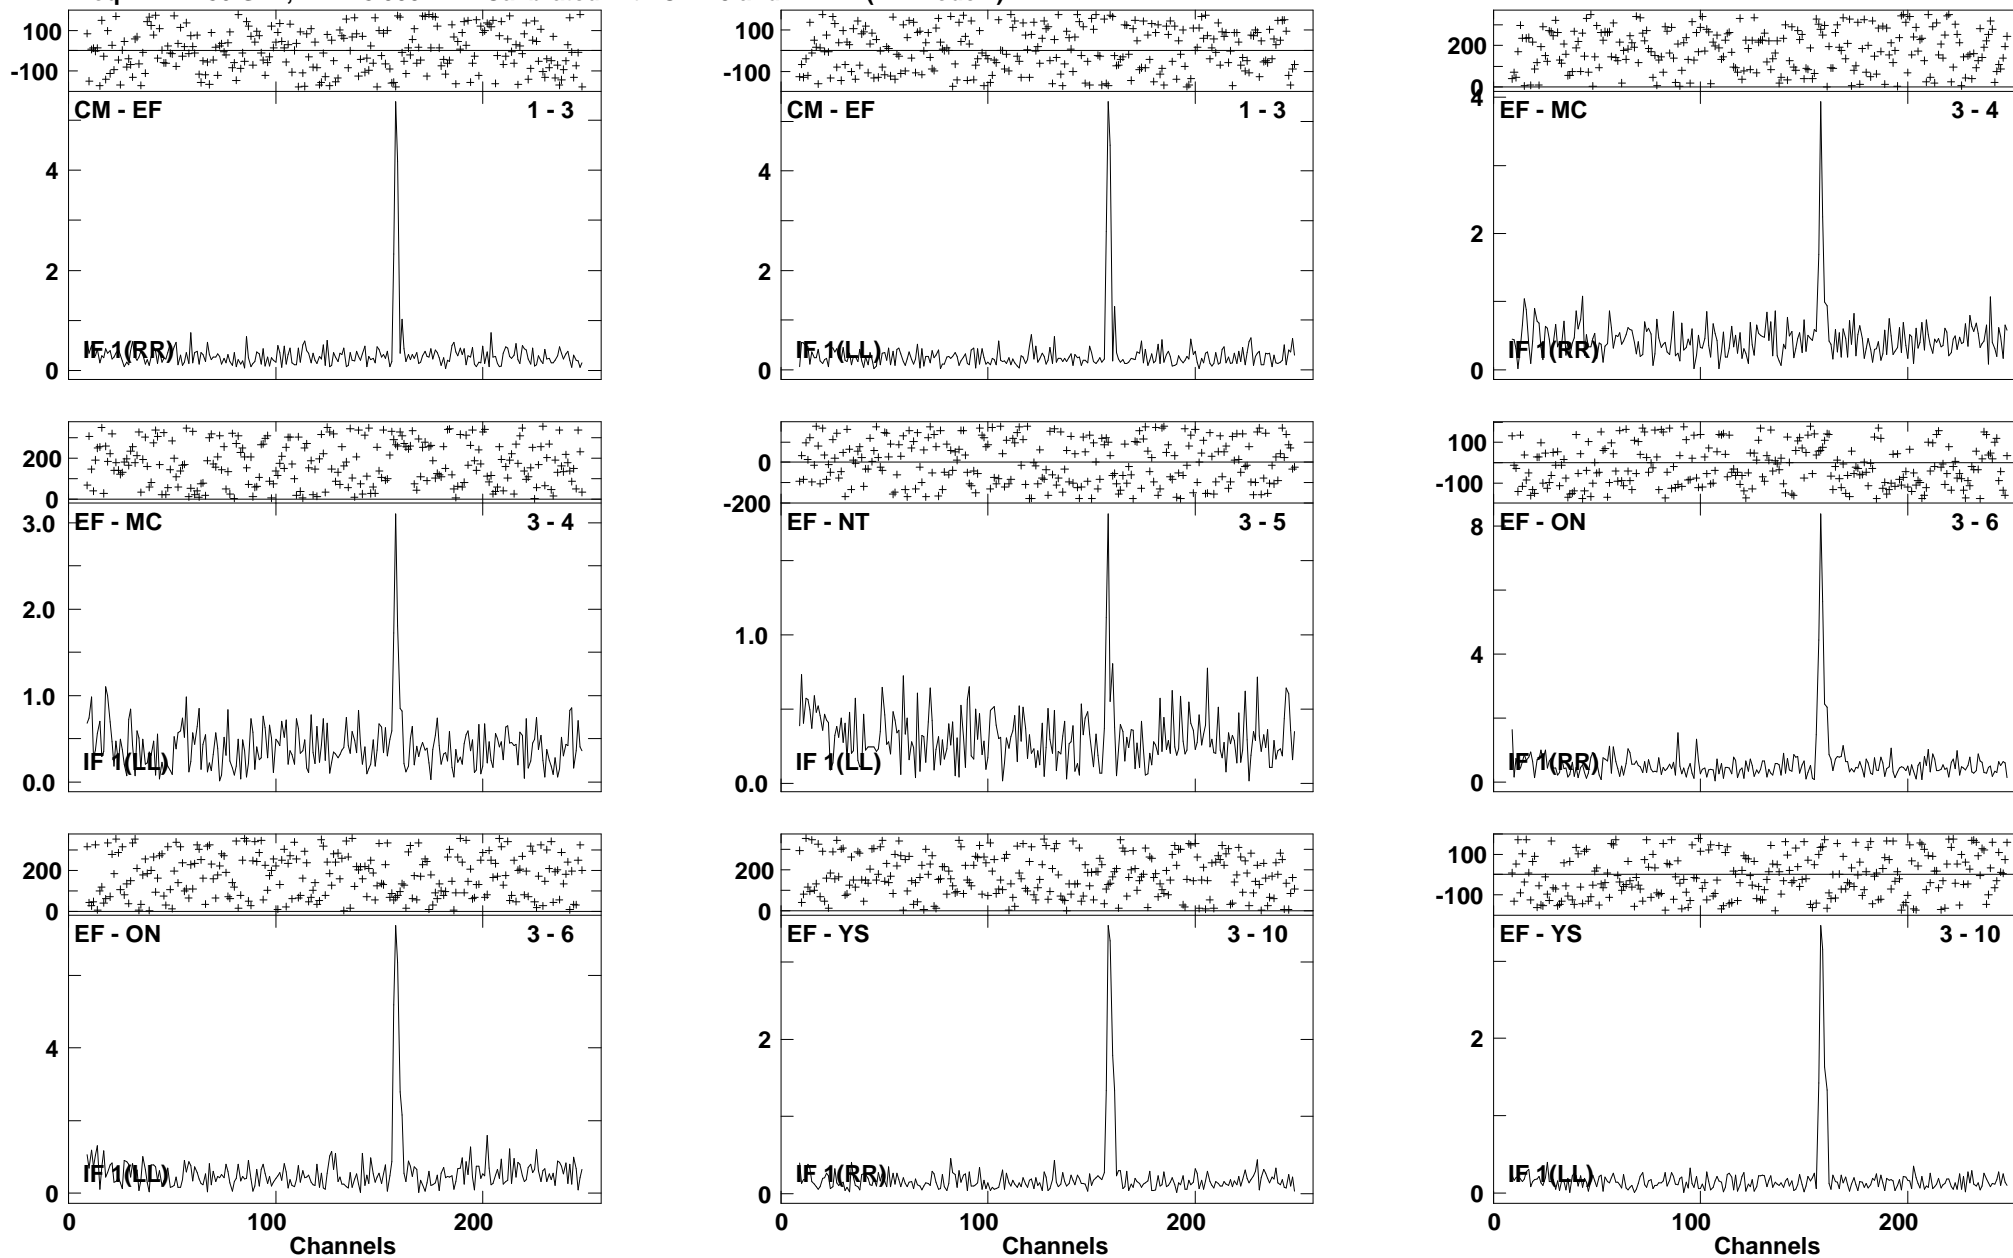 100
-100
CM - EF 1 - 3
4
2
0
IF 1(RR)
100
-100
CM - EF 1 - 3
4
2
0
IF 1(LL)
200
0
4
EF - MC 3 - 4
2
0
IF 1(RR)
200
0
EF - MC 3 - 4
3.0
2.0
1.0
0.0
IF 1(LL)
0
-200
EF - NT 3 - 5
1.0
0.0
IF 1(LL)
100
-100
EF - ON 3 - 6
8
4
0
IF 1(RR)
200
0
EF - ON 3 - 6
4
0
IF 1(LL)
0 100 200
Channels
200
0
EF - YS 3 - 10
2
0
IF 1(RR)
0 100 200
Channels
100
-100
EF - YS 3 - 10
2
0
IF 1(LL)
0 100 200
Channels